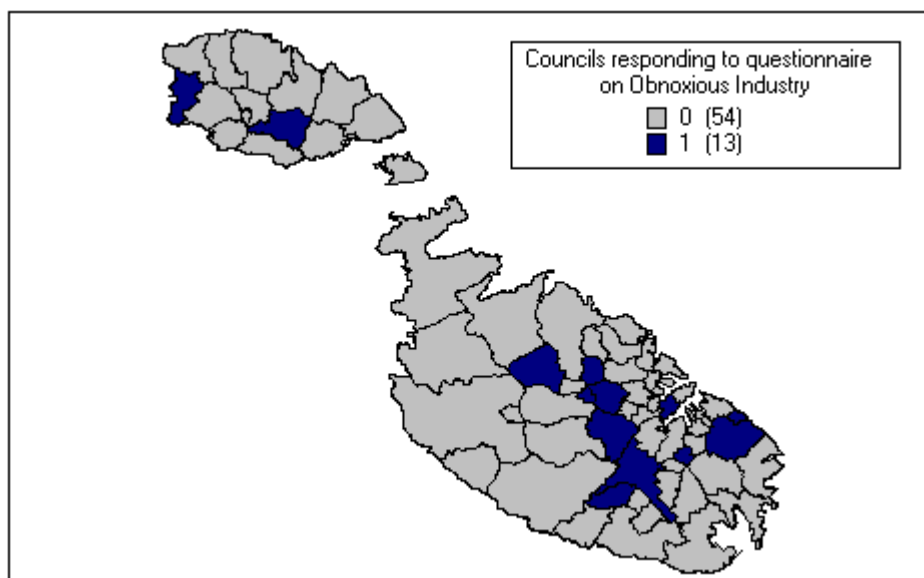 Councils responding to questionnaire
on Obnoxious Industry
0 (54)
1 (13)